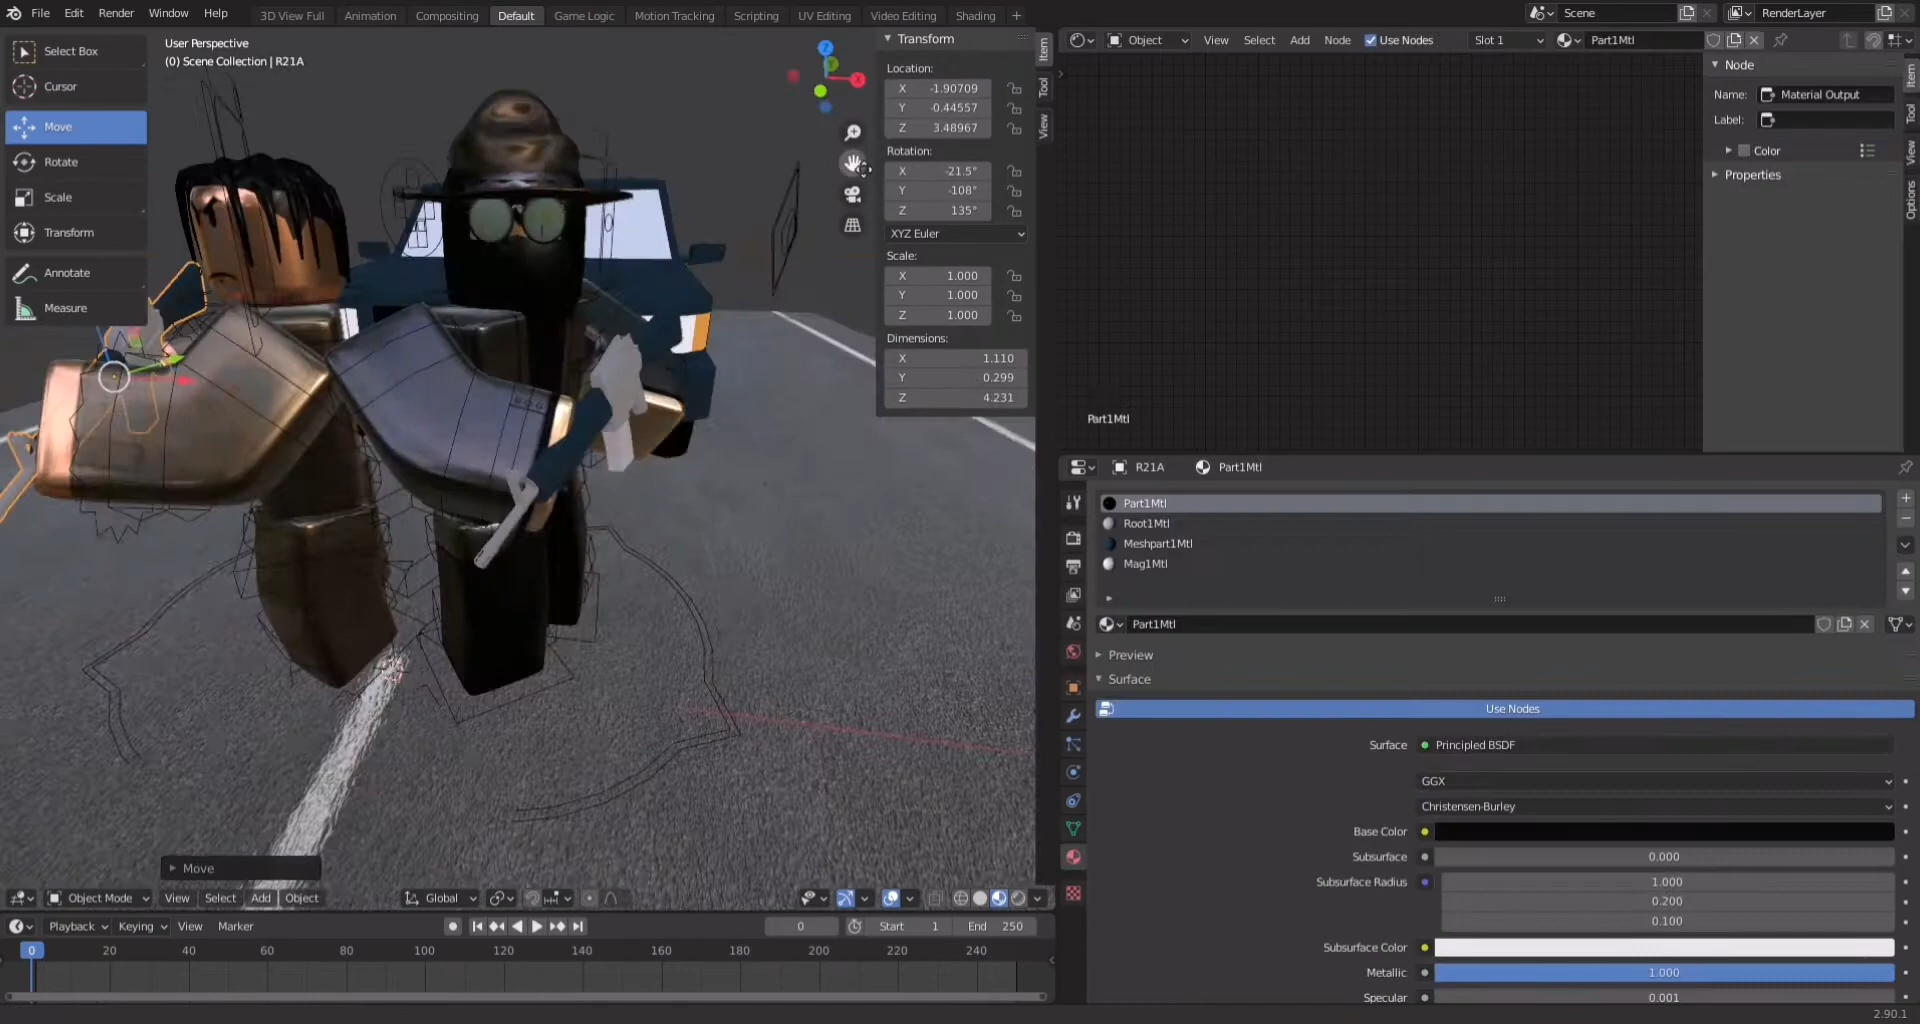 File Edit Render Window Help
3D View Full Animation Compositing Default Game Logic Motion Tracking Scripting UV Editing Video Editing Shading +
Scene
RenderLayer
Select Box
Cursor
Move
Rotate
Scale
Transform
Annotate
Measure
User Perspective
(0) Scene Collection | R21A
Z
X
Transform
Location:
X -1.90709
Y -0.44557
Z 3.48967
Rotation:
X -21.5°
Y -108°
Z 135°
XYZ Euler
Scale:
X 1.000
Y 1.000
Z 1.000
Dimensions:
X 1.110
Y 0.299
Z 4.231
Item
Tool
View
Move
Object Mode View Select Add Object
Global
Playback Keying View Marker
0
Start 1
End 250
0 20 40 60 80 100 120 140 160 180 200 220 240
Object View Select Add Node Use Nodes Slot 1 Part1Mtl
Part1Mtl
Node
Name: Material Output
Label:
Color
Properties
Item
Tool
View
Options
R21A Part1Mtl
Part1Mtl
Root1Mtl
Meshpart1Mtl
Mag1Mtl
Part1Mtl
Preview
Surface
Use Nodes
Surface Principled BSDF
GGX
Christensen-Burley
Base Color
Subsurface 0.000
Subsurface Radius 1.000
0.200
0.100
Subsurface Color
Metallic 1.000
Specular 0.001
2.90.1